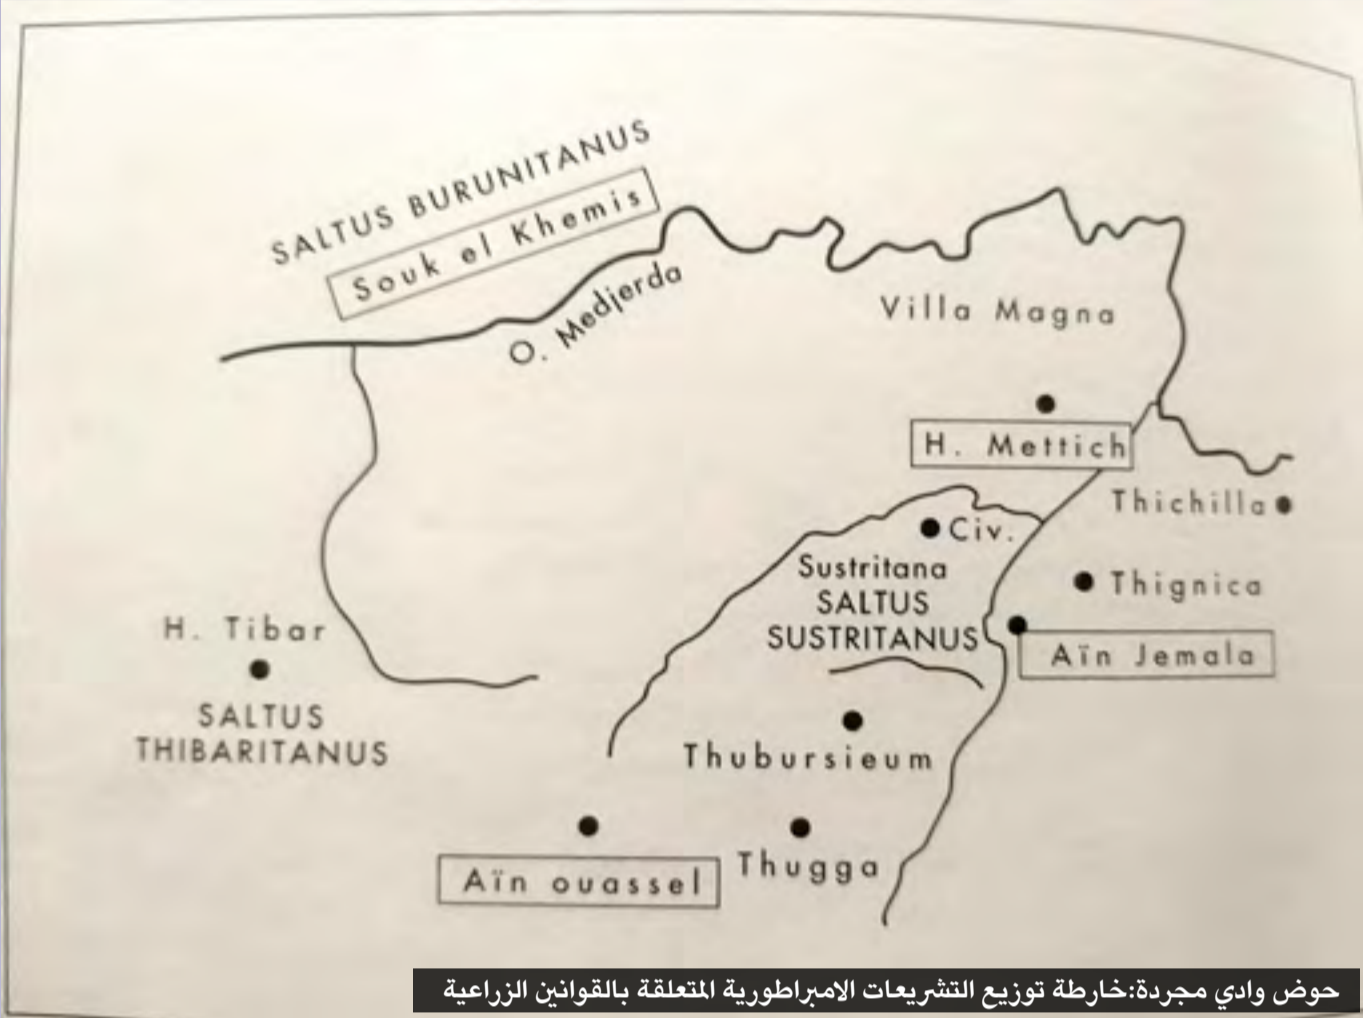 SALTUS BURUNITANUS
Souk el Khemis
O. Medjerda
Villa Magna
H. Mettich
Thichilla
Civ.
Sustritana
SALTUS
SUSTRITANUS
Thignica
Aïn Jemala
H. Tibar
SALTUS
THIBARITANUS
Thubursieum
Thugga
Aïn ouassel
حوض وادي مجردة:خارطة توزيع التشريعات الامبراطورية المتعلقة بالقوانين الزراعية